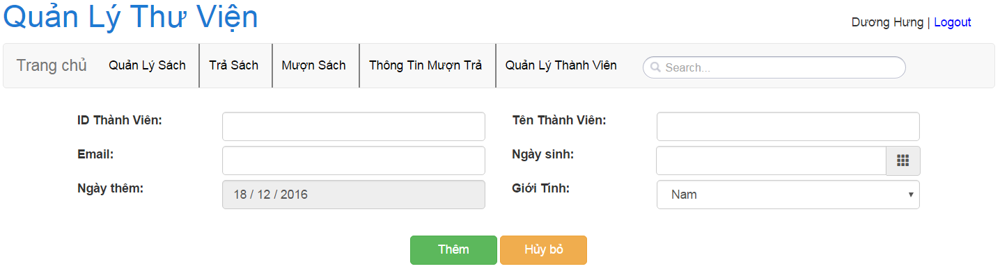 Quản Lý Thư Viện
Dương Hưng | Logout
Trang chủ Quản Lý Sách Trả Sách Mượn Sách Thông Tin Mượn Trả Quản Lý Thành Viên Search...
ID Thành Viên: Tên Thành Viên:
Email: Ngày sinh:
Ngày thêm: 18 / 12 / 2016 Giới Tính: Nam
Thêm Hủy bỏ